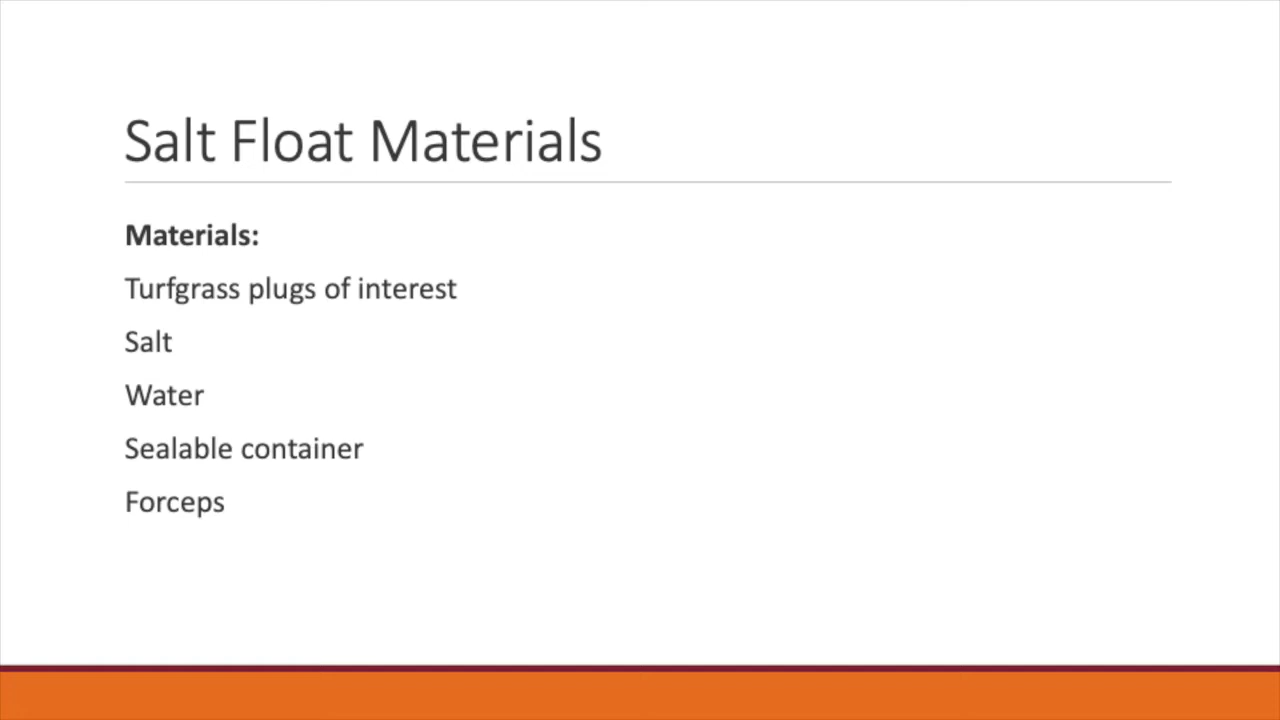 Salt Float Materials
Materials:
Turfgrass plugs of interest
Salt
Water
Sealable container
Forceps